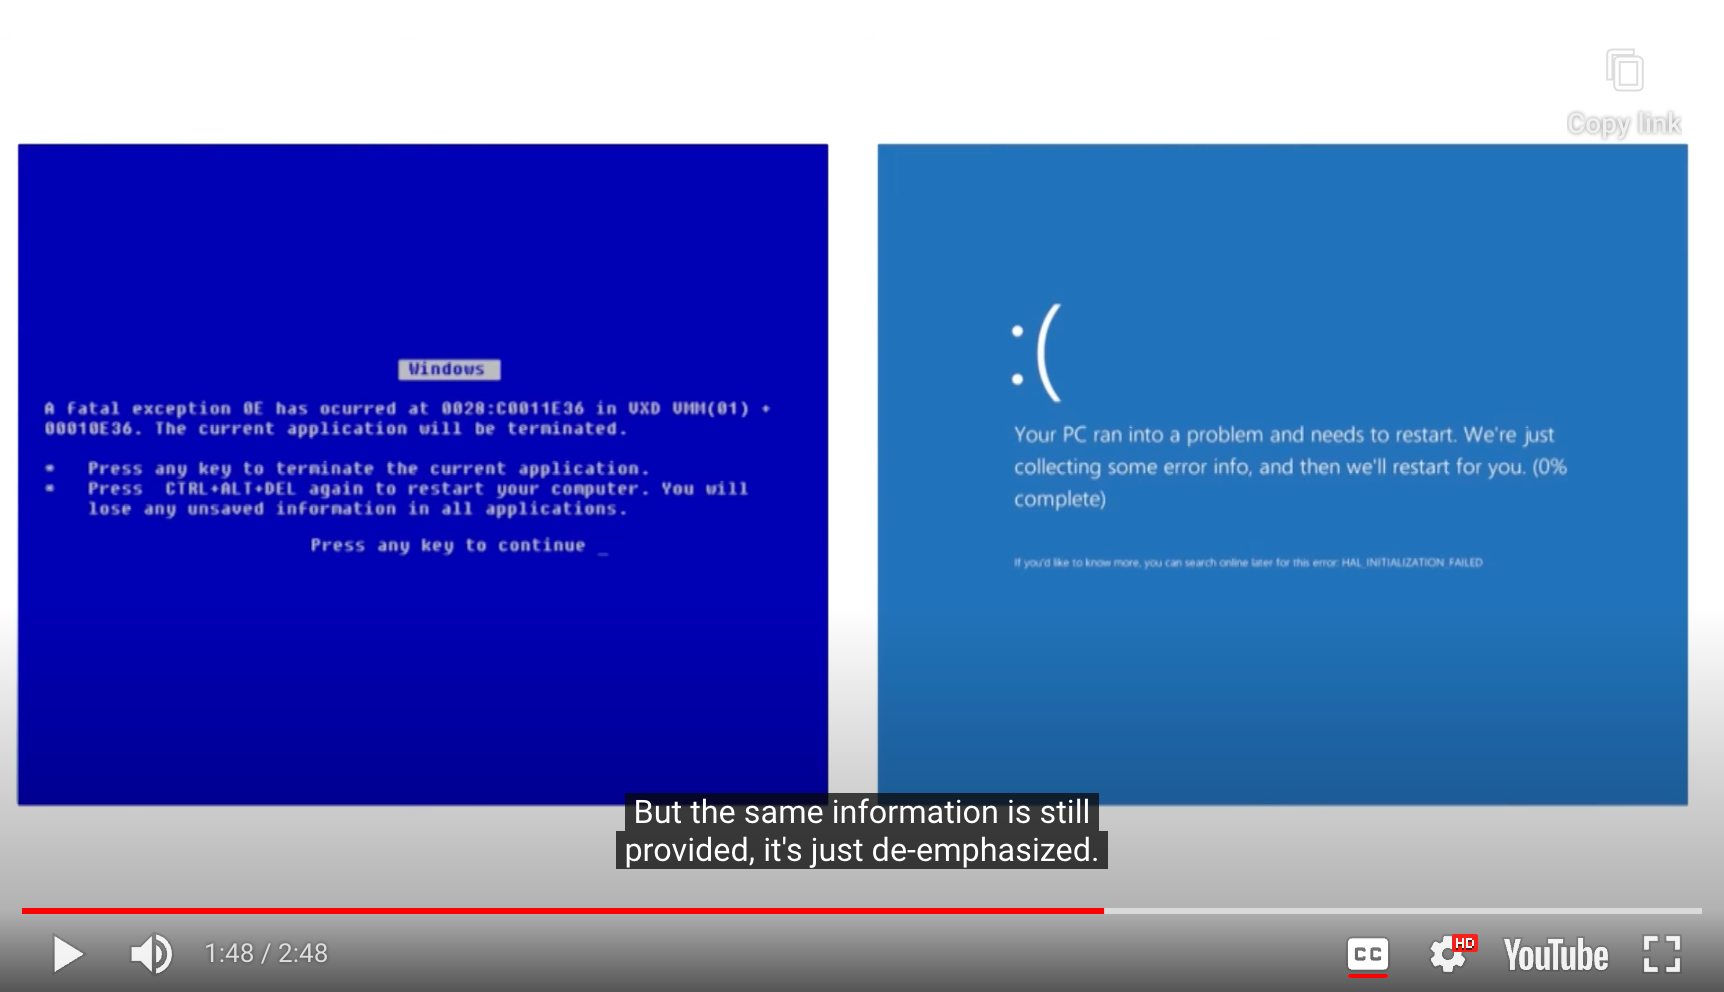 Copy link
Windows
A fatal exception 0E has ocurred at 0028:C0011E36 in VXD VMM(01) +
00010E36. The current application will be terminated.
* Press any key to terminate the current application.
* Press CTRL+ALT+DEL again to restart your computer. You will
lose any unsaved information in all applications.
Press any key to continue _
:(
Your PC ran into a problem and needs to restart. We're just
collecting some error info, and then we'll restart for you. (0%
complete)
If you'd like to know more, you can search online later for this error: HAL_INITIALIZATION_FAILED
But the same information is still
provided, it's just de-emphasized.
1:48 / 2:48
CC
HD
YouTube